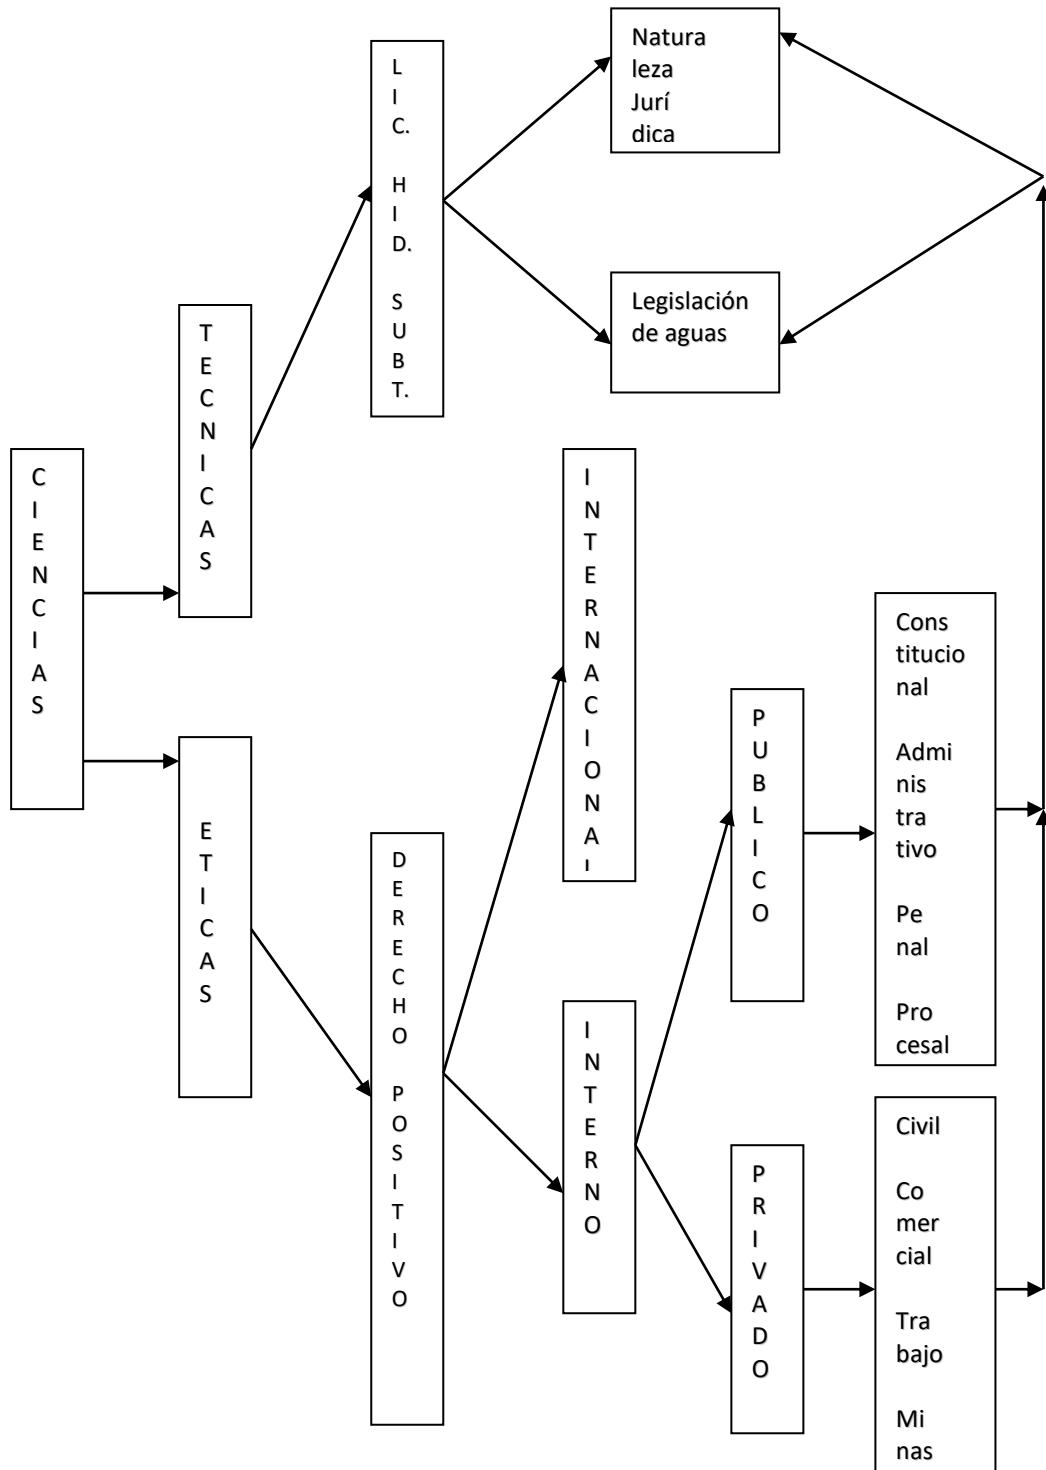 CIENCIAS
TECNICAS
ETICAS
LIC. HID. SUBT.
DERECHO POSITIVO
Natura
leza
Jurí
dica
Legislación
de aguas
INTERNACIONAL
INTERNO
PUBLICO
PRIVADO
Cons
titucio
nal
Admi
nis
tra
tivo
Pe
nal
Pro
cesal
Civil
Co
mer
cial
Tra
bajo
Mi
nas